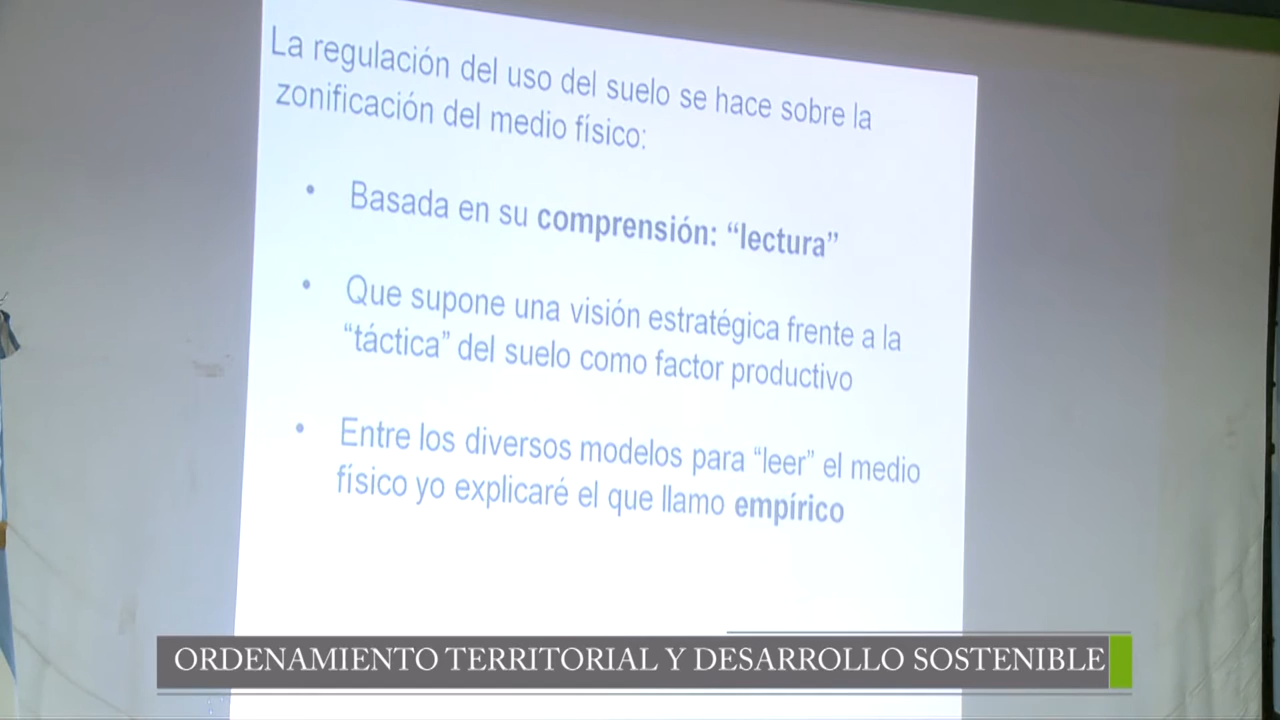 La regulación del uso del suelo se hace sobre la
zonificación del medio físico:
• Basada en su comprensión: “lectura”
• Que supone una visión estratégica frente a la
“táctica” del suelo como factor productivo
• Entre los diversos modelos para “leer” el medio
físico yo explicaré el que llamo empírico
ORDENAMIENTO TERRITORIAL Y DESARROLLO SOSTENIBLE